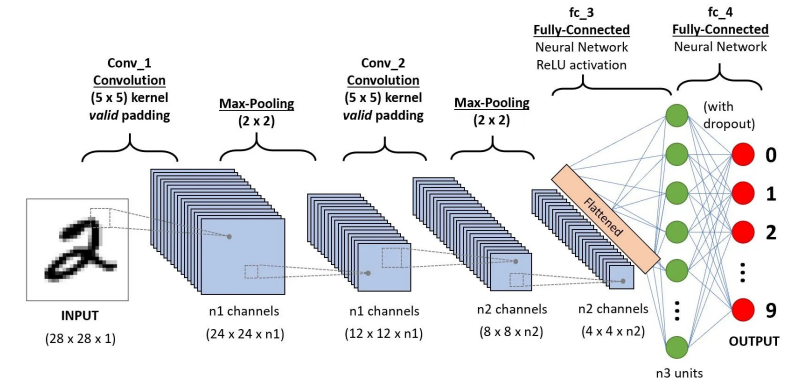 fc_3
Fully-Connected
Neural Network
ReLU activation
fc_4
Fully-Connected
Neural Network
Conv_1
Convolution
(5 x 5) kernel
valid padding
Max-Pooling
(2 x 2)
Conv_2
Convolution
(5 x 5) kernel
valid padding
Max-Pooling
(2 x 2)
(with
dropout)
2
Flattened
0
1
2
9
INPUT
(28 x 28 x 1)
n1 channels
(24 x 24 x n1)
n1 channels
(12 x 12 x n1)
n2 channels
(8 x 8 x n2)
n2 channels
(4 x 4 x n2)
OUTPUT
n3 units